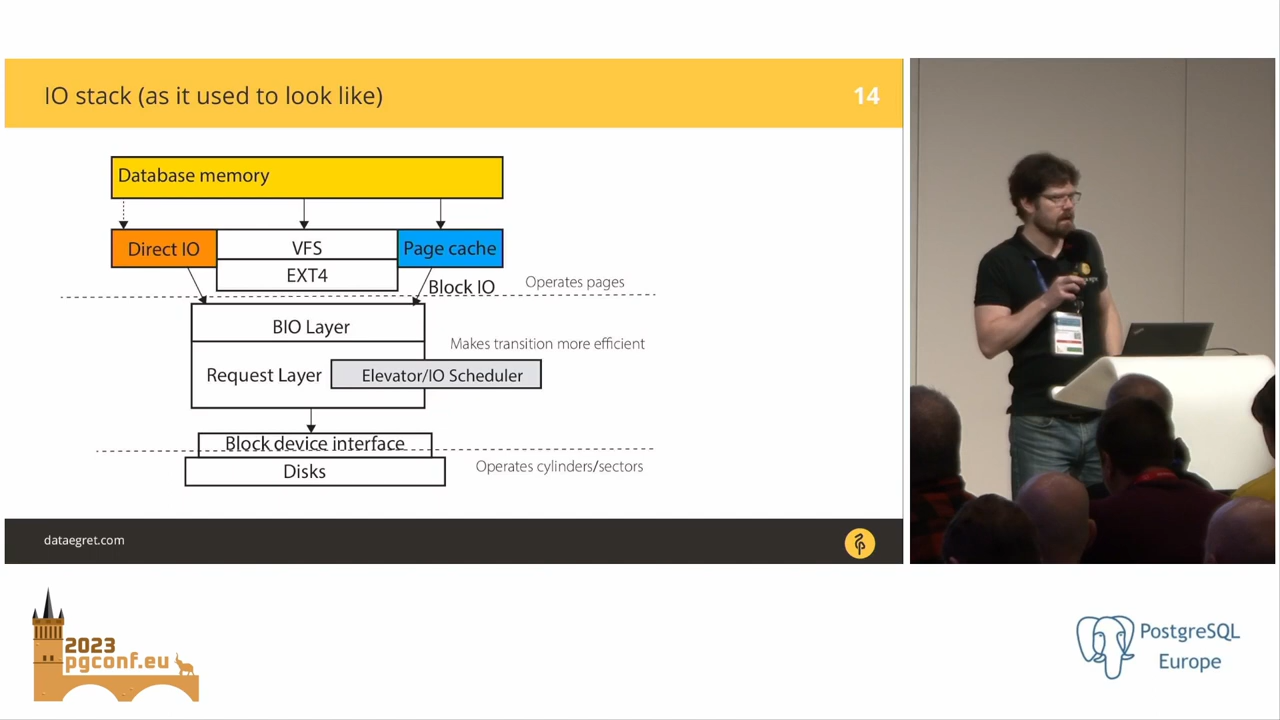 IO stack (as it used to look like)
14
Database memory
Direct IO
VFS
Page cache
EXT4
Block IO
Operates pages
BIO Layer
Makes transition more efficient
Request Layer
Elevator/IO Scheduler
Block device interface
Disks
Operates cylinders/sectors
dataegret.com
2023
pgconf.eu
PostgreSQL
Europe